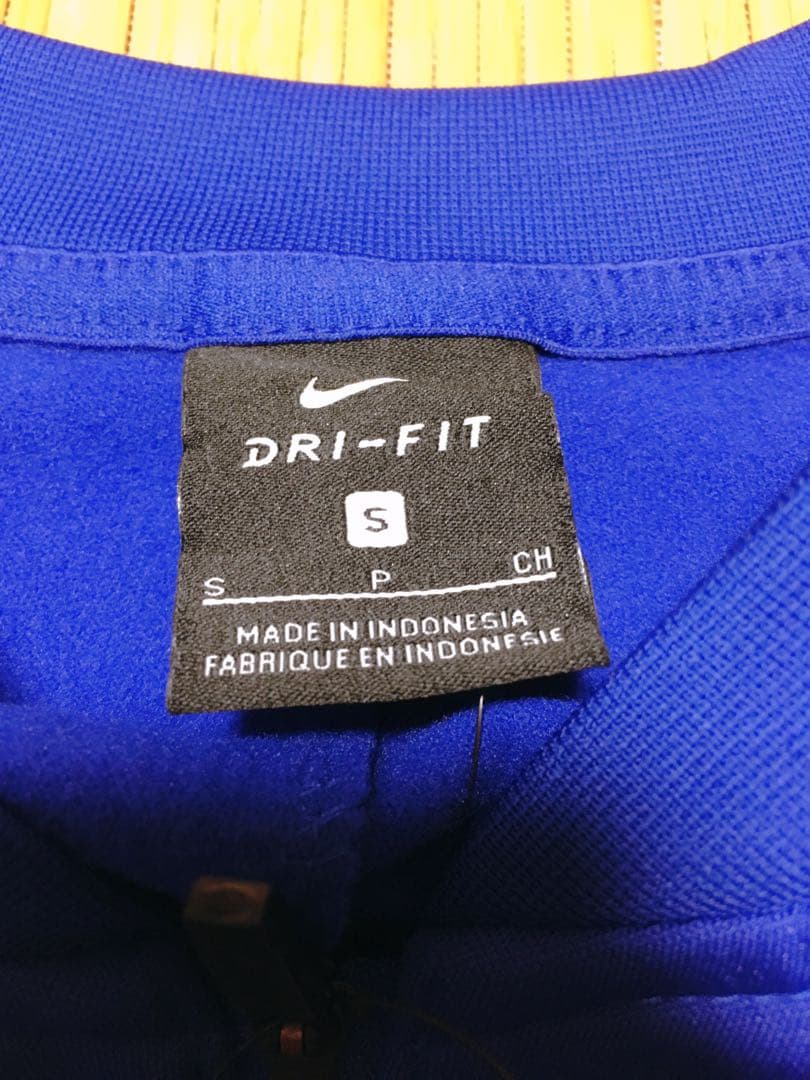 DRI-FIT
S
S P CH
MADE IN INDONESIA
FABRIQUE EN INDONESIE